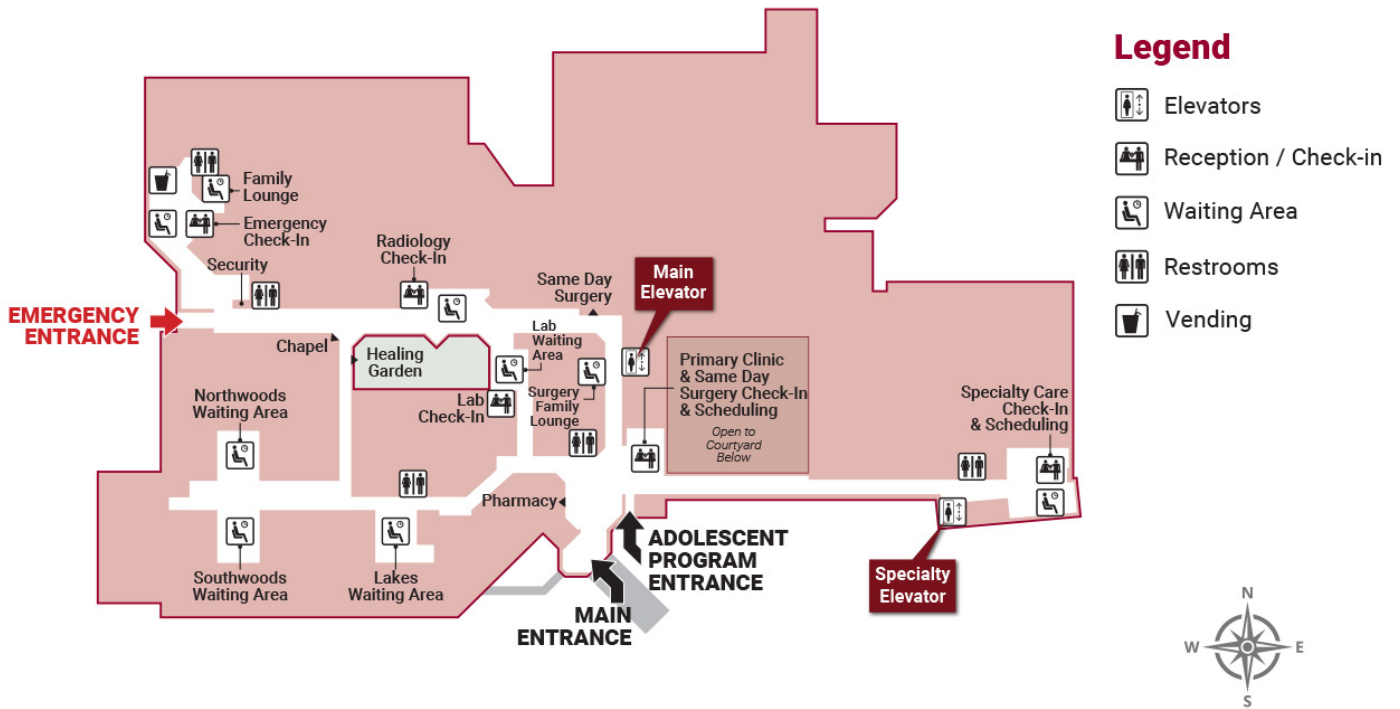 Legend
Elevators
Reception / Check-in
Waiting Area
Restrooms
Vending
Family
Lounge
Emergency
Check-In
Security
Radiology
Check-In
Same Day
Surgery
Main
Elevator
EMERGENCY
ENTRANCE
Chapel
Healing
Garden
Lab
Waiting
Area
Primary Clinic
& Same Day
Surgery Check-In
& Scheduling
Open to
Courtyard
Below
Northwoods
Waiting Area
Lab
Check-In
Surgery
Family
Lounge
Specialty Care
Check-In
& Scheduling
Pharmacy
Southwoods
Waiting Area
Lakes
Waiting Area
ADOLESCENT
PROGRAM
ENTRANCE
MAIN
ENTRANCE
Specialty
Elevator
N
W
E
S